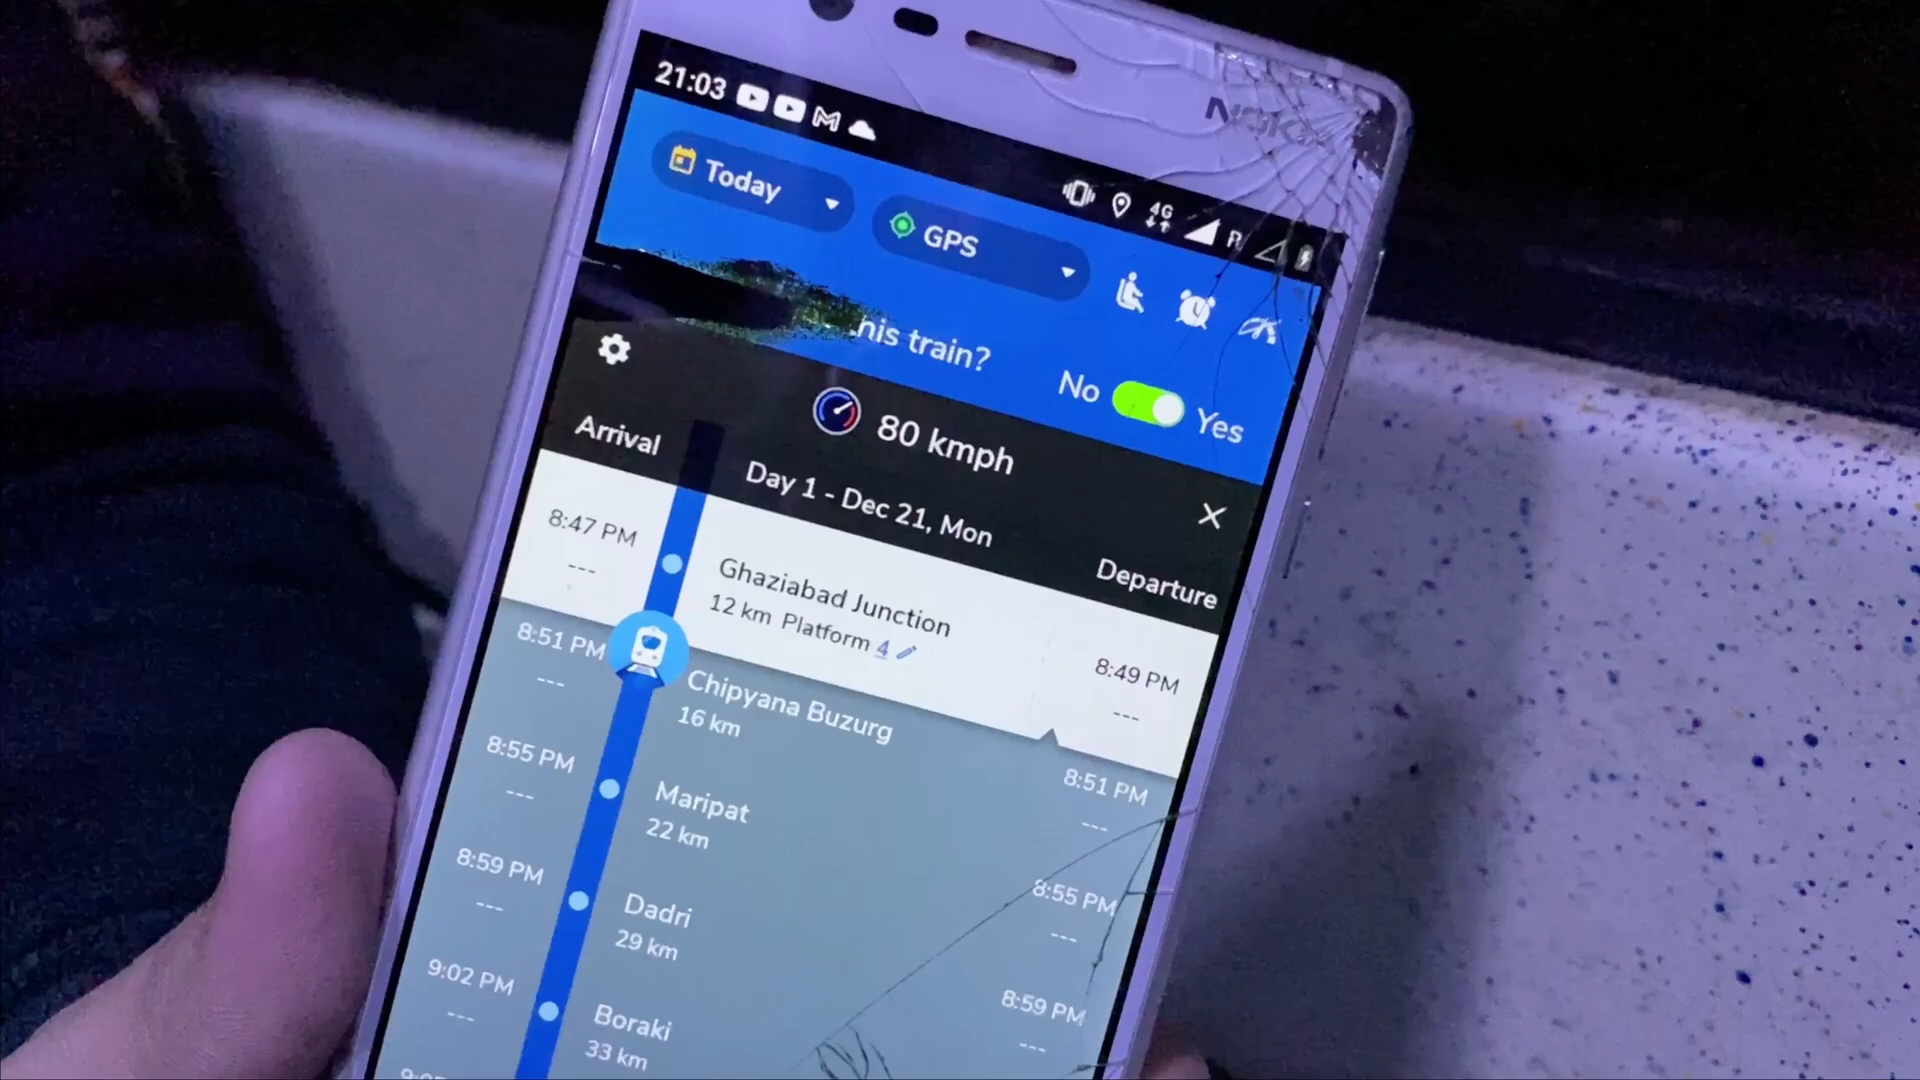 NOKIA
21:03
4G
R
Today
GPS
his train?
No
Yes
80 kmph
Arrival
Day 1 - Dec 21, Mon
Departure
8:47 PM
---
Ghaziabad Junction
12 km Platform 4
8:49 PM
---
8:51 PM
---
Chipyana Buzurg
16 km
8:51 PM
---
8:55 PM
---
Maripat
22 km
8:55 PM
---
8:59 PM
---
Dadri
29 km
8:59 PM
---
9:02 PM
---
Boraki
33 km